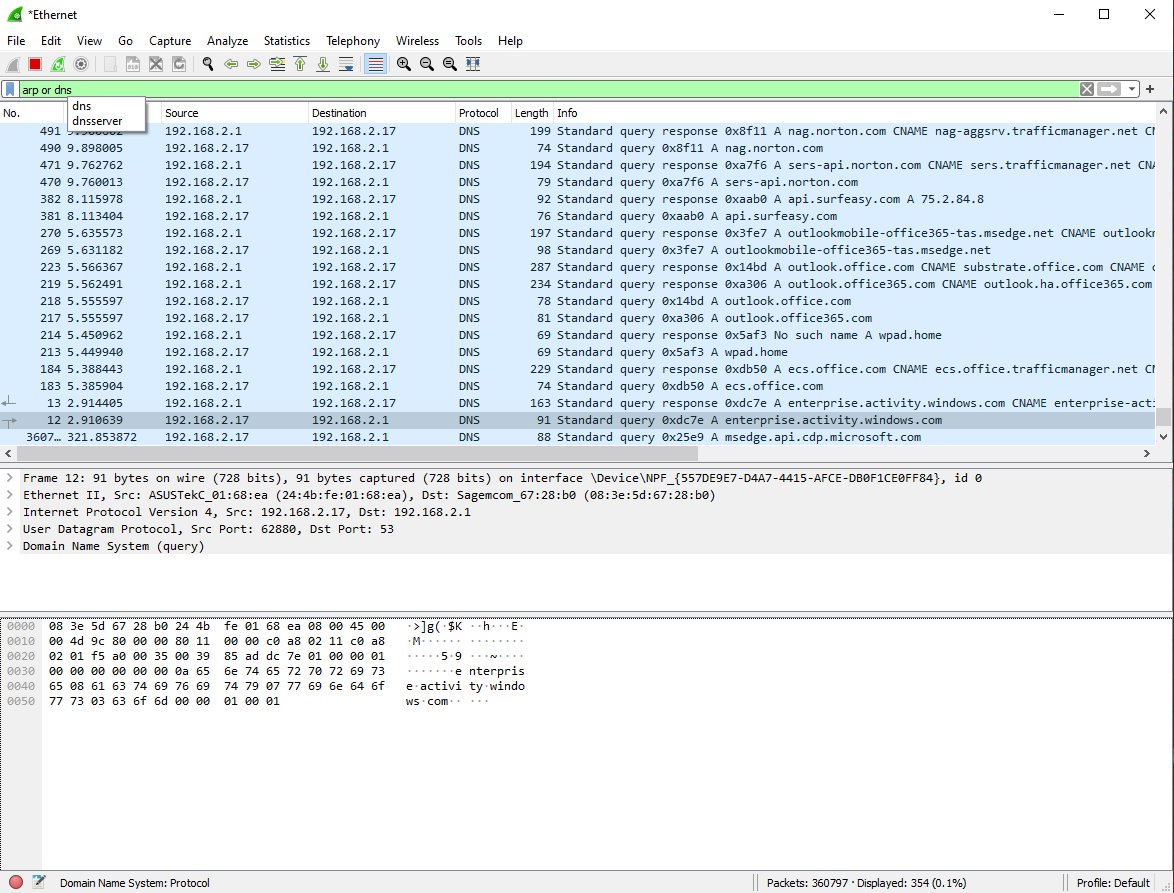 *Ethernet
File Edit View Go Capture Analyze Statistics Telephony Wireless Tools Help
arp or dns
dns
dnsserver
No. Source Destination Protocol Length Info
491 192.168.2.1 192.168.2.17 DNS 199 Standard query response 0x8f11 A nag.norton.com CNAME nag-aggsrv.trafficmanager.net CN
490 9.898005 192.168.2.17 192.168.2.1 DNS 74 Standard query 0x8f11 A nag.norton.com
471 9.762762 192.168.2.1 192.168.2.17 DNS 194 Standard query response 0xa7f6 A sers-api.norton.com CNAME sers.trafficmanager.net CNA
470 9.760013 192.168.2.17 192.168.2.1 DNS 79 Standard query 0xa7f6 A sers-api.norton.com
382 8.115978 192.168.2.1 192.168.2.17 DNS 92 Standard query response 0xaab0 A api.surfeasy.com A 75.2.84.8
381 8.113404 192.168.2.17 192.168.2.1 DNS 76 Standard query 0xaab0 A api.surfeasy.com
270 5.635573 192.168.2.1 192.168.2.17 DNS 197 Standard query response 0x3fe7 A outlookmobile-office365-tas.msedge.net CNAME outlookm
269 5.631182 192.168.2.17 192.168.2.1 DNS 98 Standard query 0x3fe7 A outlookmobile-office365-tas.msedge.net
223 5.566367 192.168.2.1 192.168.2.17 DNS 287 Standard query response 0x14bd A outlook.office.com CNAME substrate.office.com CNAME o
219 5.562491 192.168.2.1 192.168.2.17 DNS 234 Standard query response 0xa306 A outlook.office365.com CNAME outlook.ha.office365.com
218 5.555597 192.168.2.17 192.168.2.1 DNS 78 Standard query 0x14bd A outlook.office.com
217 5.555597 192.168.2.17 192.168.2.1 DNS 81 Standard query 0xa306 A outlook.office365.com
214 5.450962 192.168.2.1 192.168.2.17 DNS 69 Standard query response 0x5af3 No such name A wpad.home
213 5.449940 192.168.2.17 192.168.2.1 DNS 69 Standard query 0x5af3 A wpad.home
184 5.388443 192.168.2.1 192.168.2.17 DNS 229 Standard query response 0xdb50 A ecs.office.com CNAME ecs.office.trafficmanager.net CN
183 5.385904 192.168.2.17 192.168.2.1 DNS 74 Standard query 0xdb50 A ecs.office.com
13 2.914405 192.168.2.1 192.168.2.17 DNS 163 Standard query response 0xdc7e A enterprise.activity.windows.com CNAME enterprise-acti
12 2.910639 192.168.2.17 192.168.2.1 DNS 91 Standard query 0xdc7e A enterprise.activity.windows.com
3607… 321.853872 192.168.2.17 192.168.2.1 DNS 88 Standard query 0x25e9 A msedge.api.cdp.microsoft.com
Frame 12: 91 bytes on wire (728 bits), 91 bytes captured (728 bits) on interface \Device\NPF_{557DE9E7-D4A7-4415-AFCE-DB0F1CE0FF84}, id 0
Ethernet II, Src: ASUSTekC_01:68:ea (24:4b:fe:01:68:ea), Dst: Sagemcom_67:28:b0 (08:3e:5d:67:28:b0)
Internet Protocol Version 4, Src: 192.168.2.17, Dst: 192.168.2.1
User Datagram Protocol, Src Port: 62880, Dst Port: 53
Domain Name System (query)
0000 08 3e 5d 67 28 b0 24 4b fe 01 68 ea 08 00 45 00 ·>]g(·$K ··h···E·
0010 00 4d 9c 80 00 00 80 11 00 00 c0 a8 02 11 c0 a8 ·M······ ········
0020 02 01 f5 a0 00 35 00 39 85 ad dc 7e 01 00 00 01 ·····5·9 ···~····
0030 00 00 00 00 00 00 0a 65 6e 74 65 72 70 72 69 73 ·······e nterpris
0040 65 08 61 63 74 69 76 69 74 79 07 77 69 6e 64 6f e·activi ty·windo
0050 77 73 03 63 6f 6d 00 00 01 00 01 ws·com·· ···
Domain Name System: Protocol Packets: 360797 · Displayed: 354 (0.1%) Profile: Default